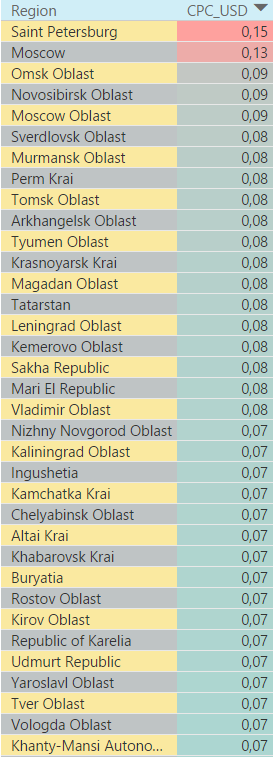 Region CPC_USD
Saint Petersburg 0,15
Moscow 0,13
Omsk Oblast 0,09
Novosibirsk Oblast 0,09
Moscow Oblast 0,09
Sverdlovsk Oblast 0,08
Murmansk Oblast 0,08
Perm Krai 0,08
Tomsk Oblast 0,08
Arkhangelsk Oblast 0,08
Tyumen Oblast 0,08
Krasnoyarsk Krai 0,08
Magadan Oblast 0,08
Tatarstan 0,08
Leningrad Oblast 0,08
Kemerovo Oblast 0,08
Sakha Republic 0,08
Mari El Republic 0,08
Vladimir Oblast 0,08
Nizhny Novgorod Oblast 0,07
Kaliningrad Oblast 0,07
Ingushetia 0,07
Kamchatka Krai 0,07
Chelyabinsk Oblast 0,07
Altai Krai 0,07
Khabarovsk Krai 0,07
Buryatia 0,07
Rostov Oblast 0,07
Kirov Oblast 0,07
Republic of Karelia 0,07
Udmurt Republic 0,07
Yaroslavl Oblast 0,07
Tver Oblast 0,07
Vologda Oblast 0,07
Khanty-Mansi Autono... 0,07